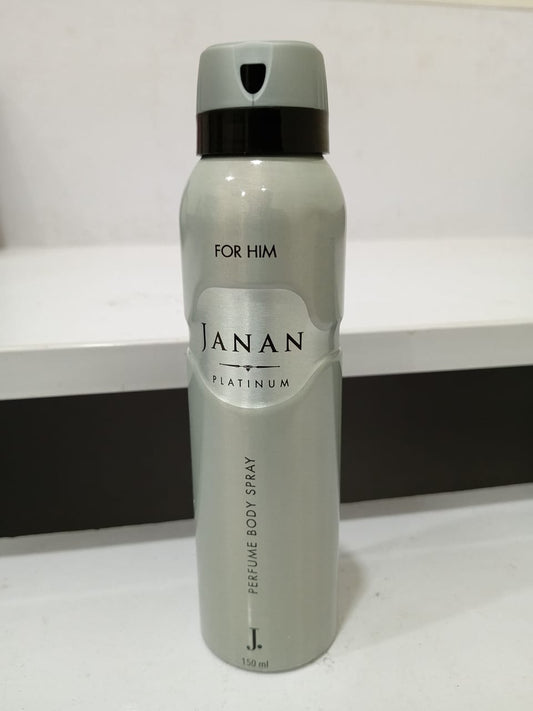 FOR HIM
JANAN
PLATINUM
PERFUME BODY SPRAY
J.
150 ml